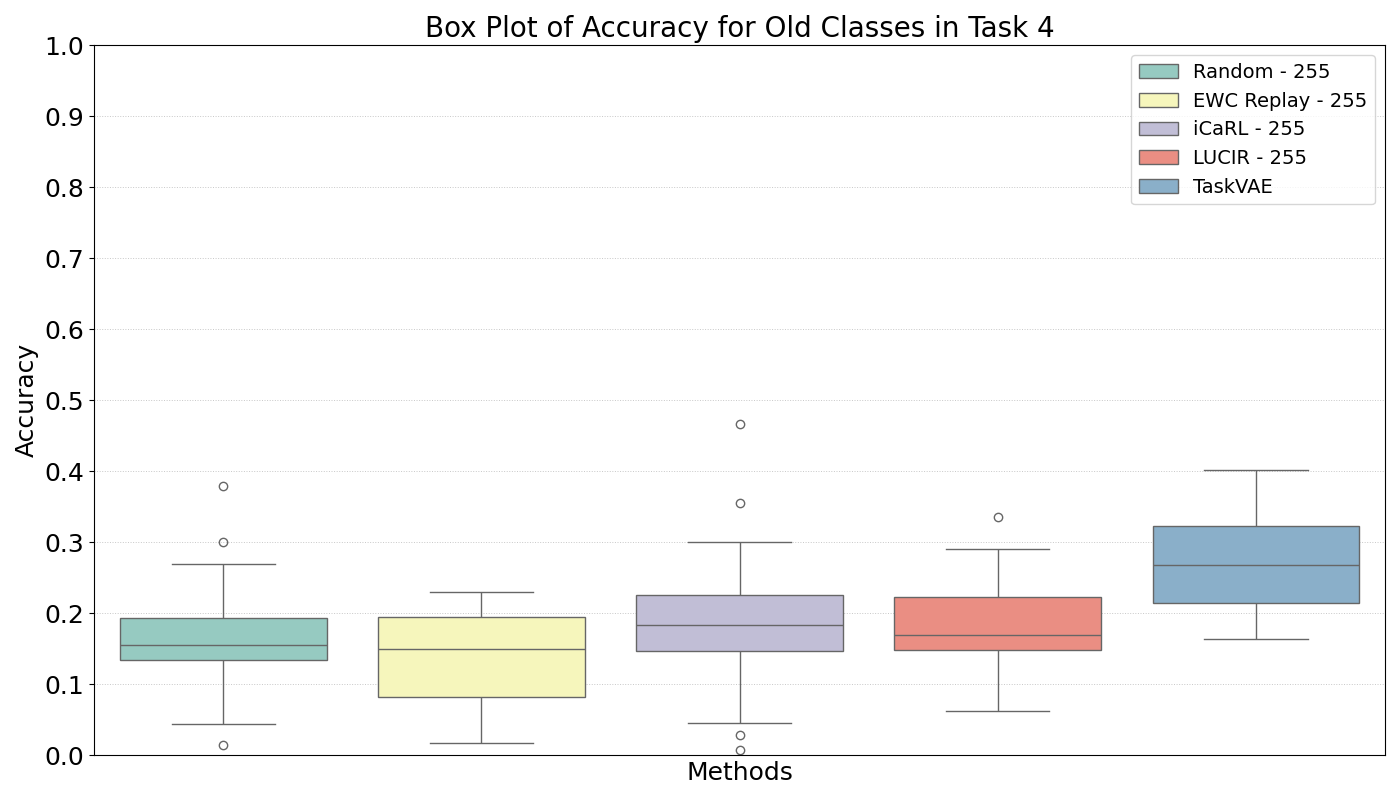 Box Plot of Accuracy for Old Classes in Task 4
1.0
0.9
0.8
0.7
0.6
0.5
0.4
0.3
0.2
0.1
0.0
Accuracy
Methods
Random - 255
EWC Replay - 255
iCaRL - 255
LUCIR - 255
TaskVAE